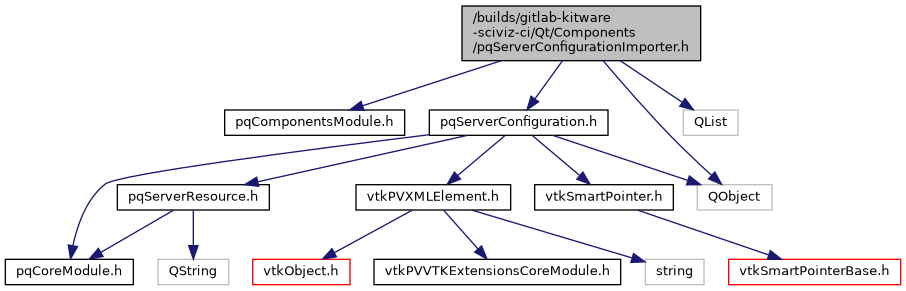 /builds/gitlab-kitware
-sciviz-ci/Qt/Components
/pqServerConfigurationImporter.h
pqComponentsModule.h
pqServerConfiguration.h
QList
pqServerResource.h
vtkPVXMLElement.h
vtkSmartPointer.h
QObject
pqCoreModule.h
QString
vtkObject.h
vtkPVVTKExtensionsCoreModule.h
string
vtkSmartPointerBase.h